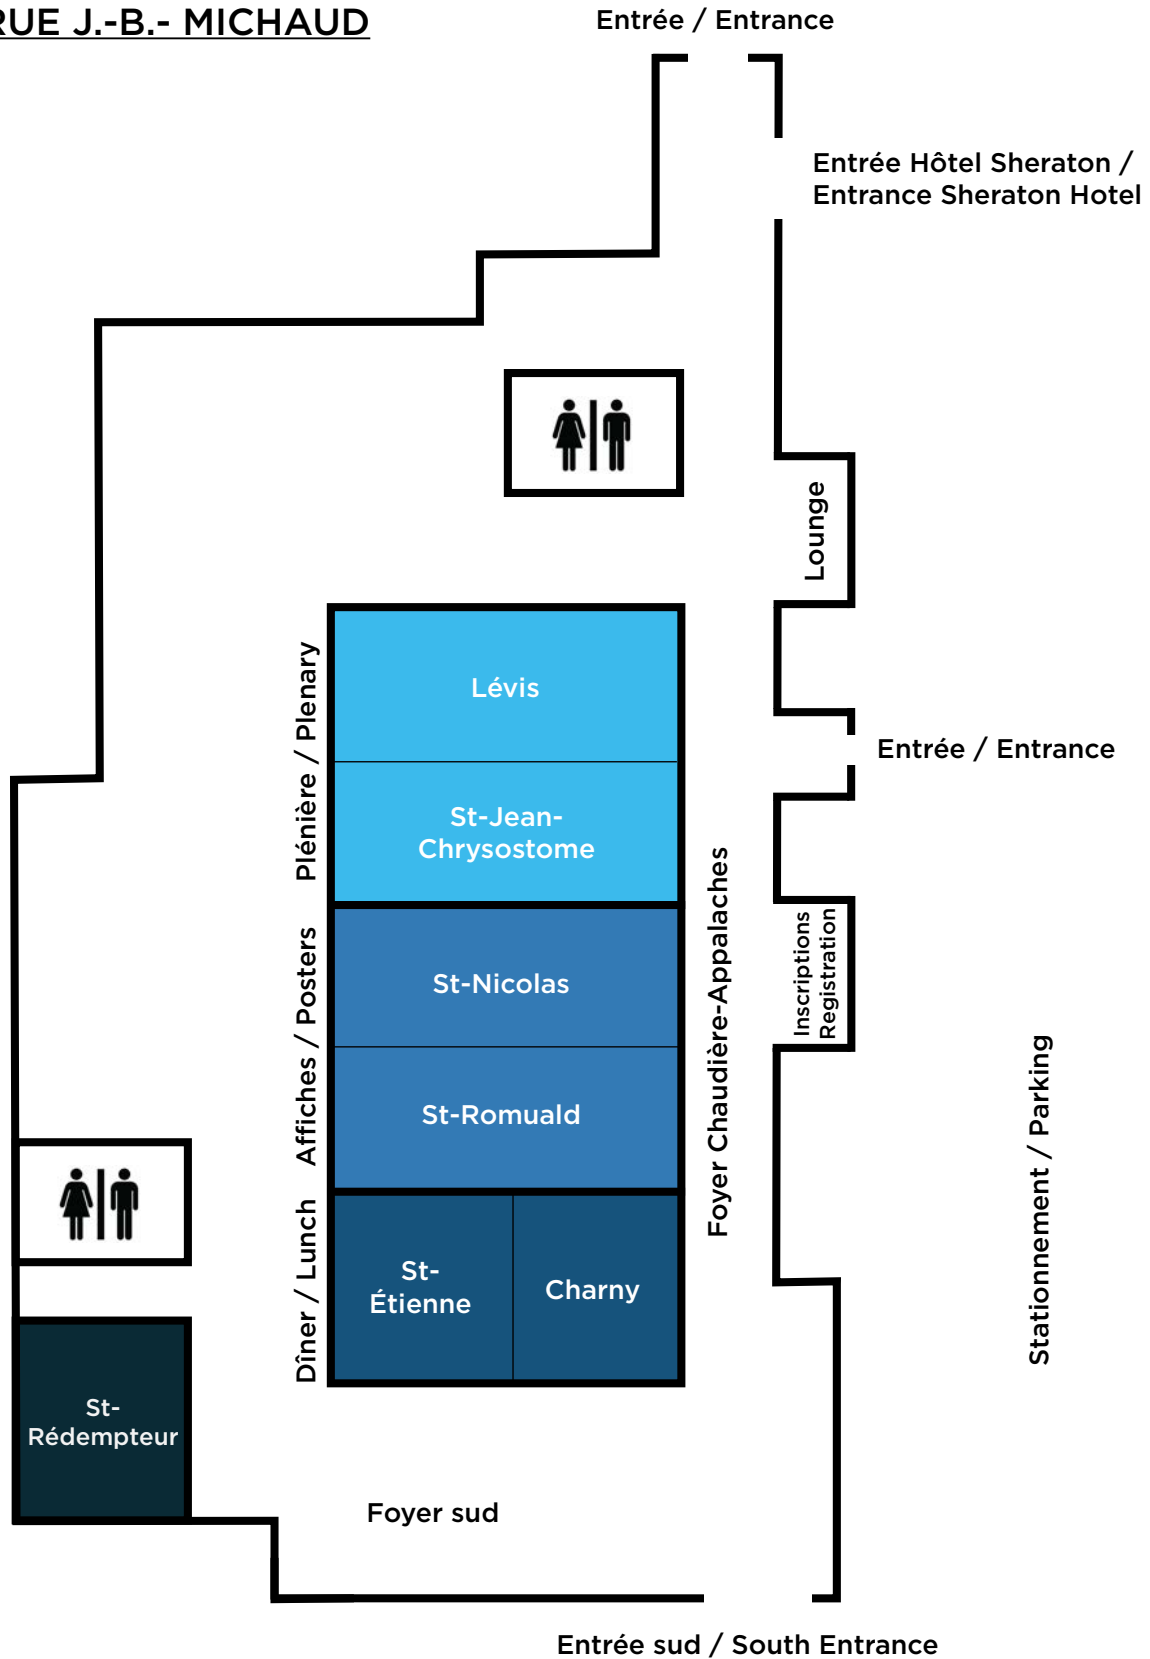 RUE J.-B.- MICHAUD
Entrée / Entrance
Entrée Hôtel Sheraton /
Entrance Sheraton Hotel
Lounge
Plénière / Plenary
Lévis
St-Jean-
Chrysostome
Entrée / Entrance
Foyer Chaudière-Appalaches
Inscriptions
Registration
Affiches / Posters
St-Nicolas
St-Romuald
Stationnement / Parking
Dîner / Lunch
St-
Étienne
Charny
St-
Rédempteur
Foyer sud
Entrée sud / South Entrance